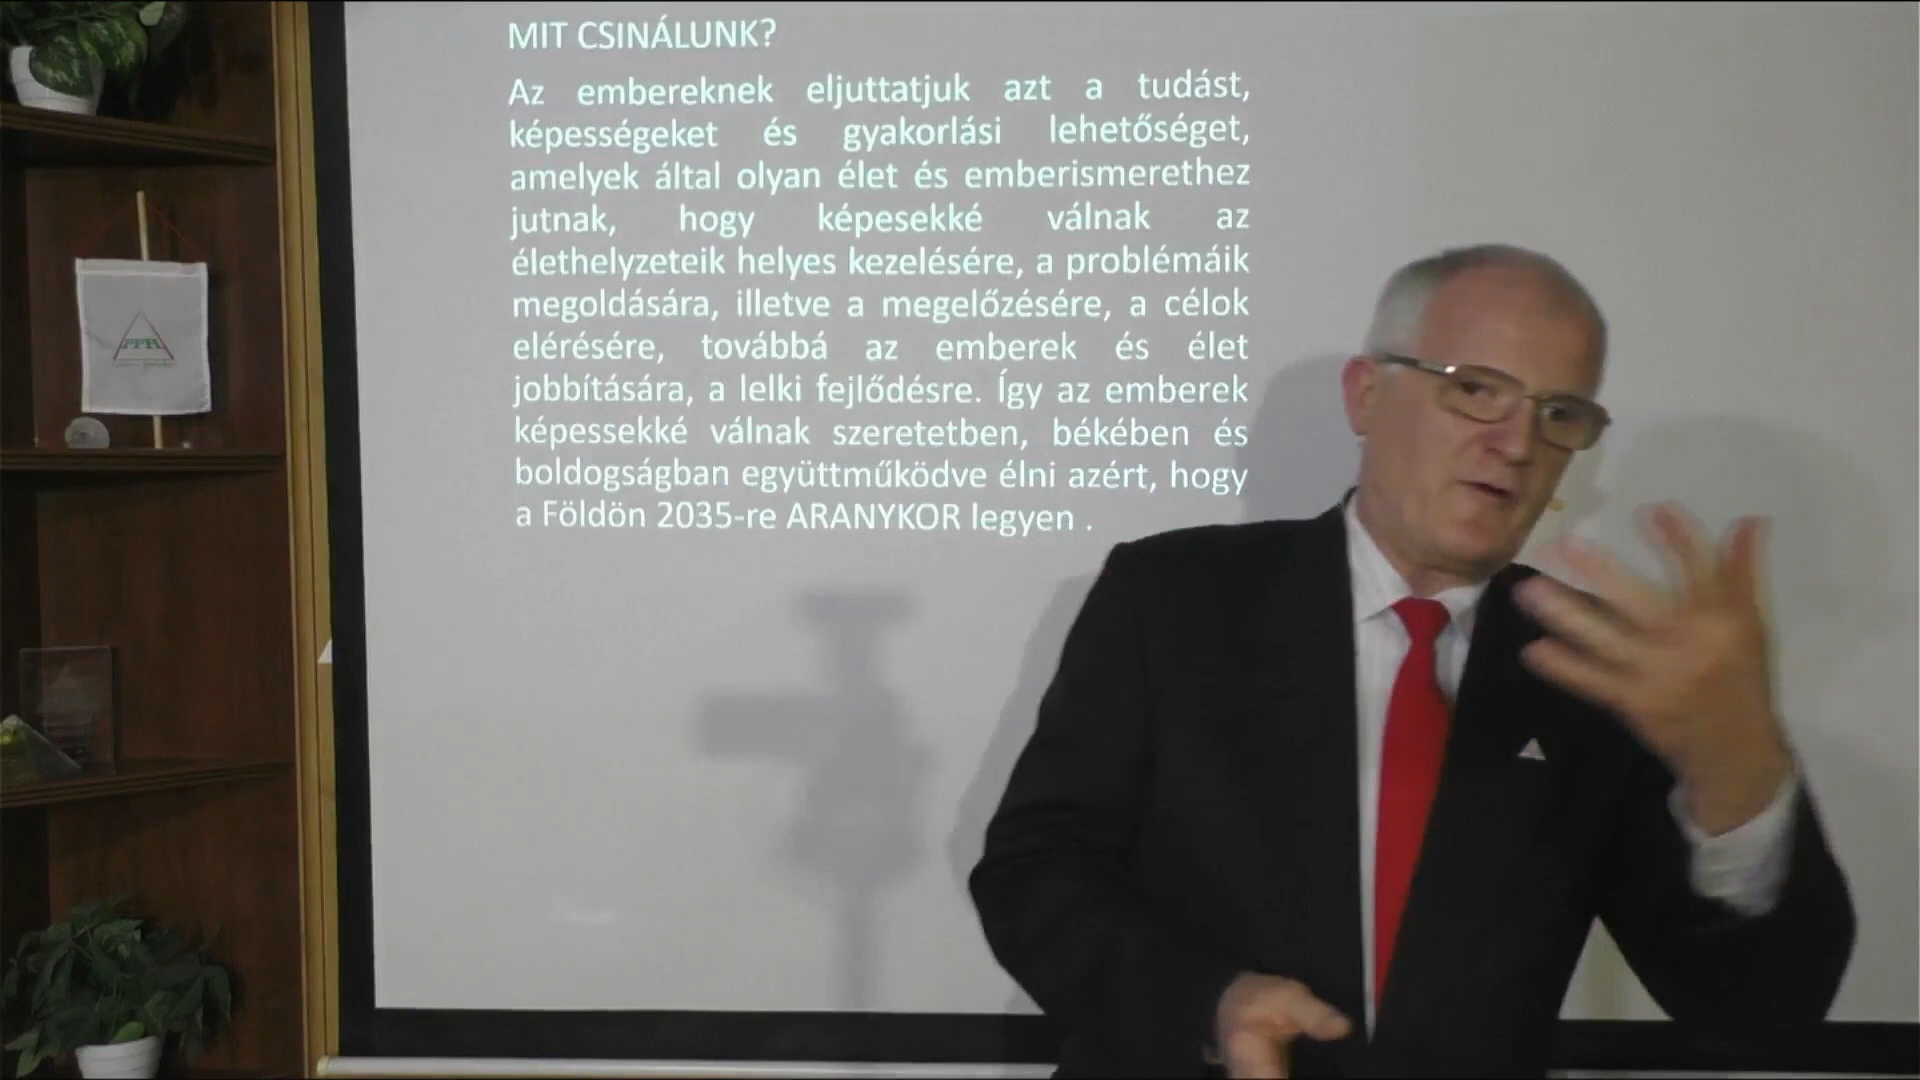 MIT CSINÁLUNK?
Az embereknek eljuttatjuk azt a tudást,
képességeket és gyakorlási lehetőséget,
amelyek által olyan élet és emberismerethez
jutnak, hogy képesekké válnak az
élethelyzeteik helyes kezelésére, a problémáik
megoldására, illetve a megelőzésére, a célok
elérésére, továbbá az emberek és élet
jobbítására, a lelki fejlődésre. Így az emberek
képessekké válnak szeretetben, békében és
boldogságban együttműködve élni azért, hogy
a Földön 2035-re ARANYKOR legyen .